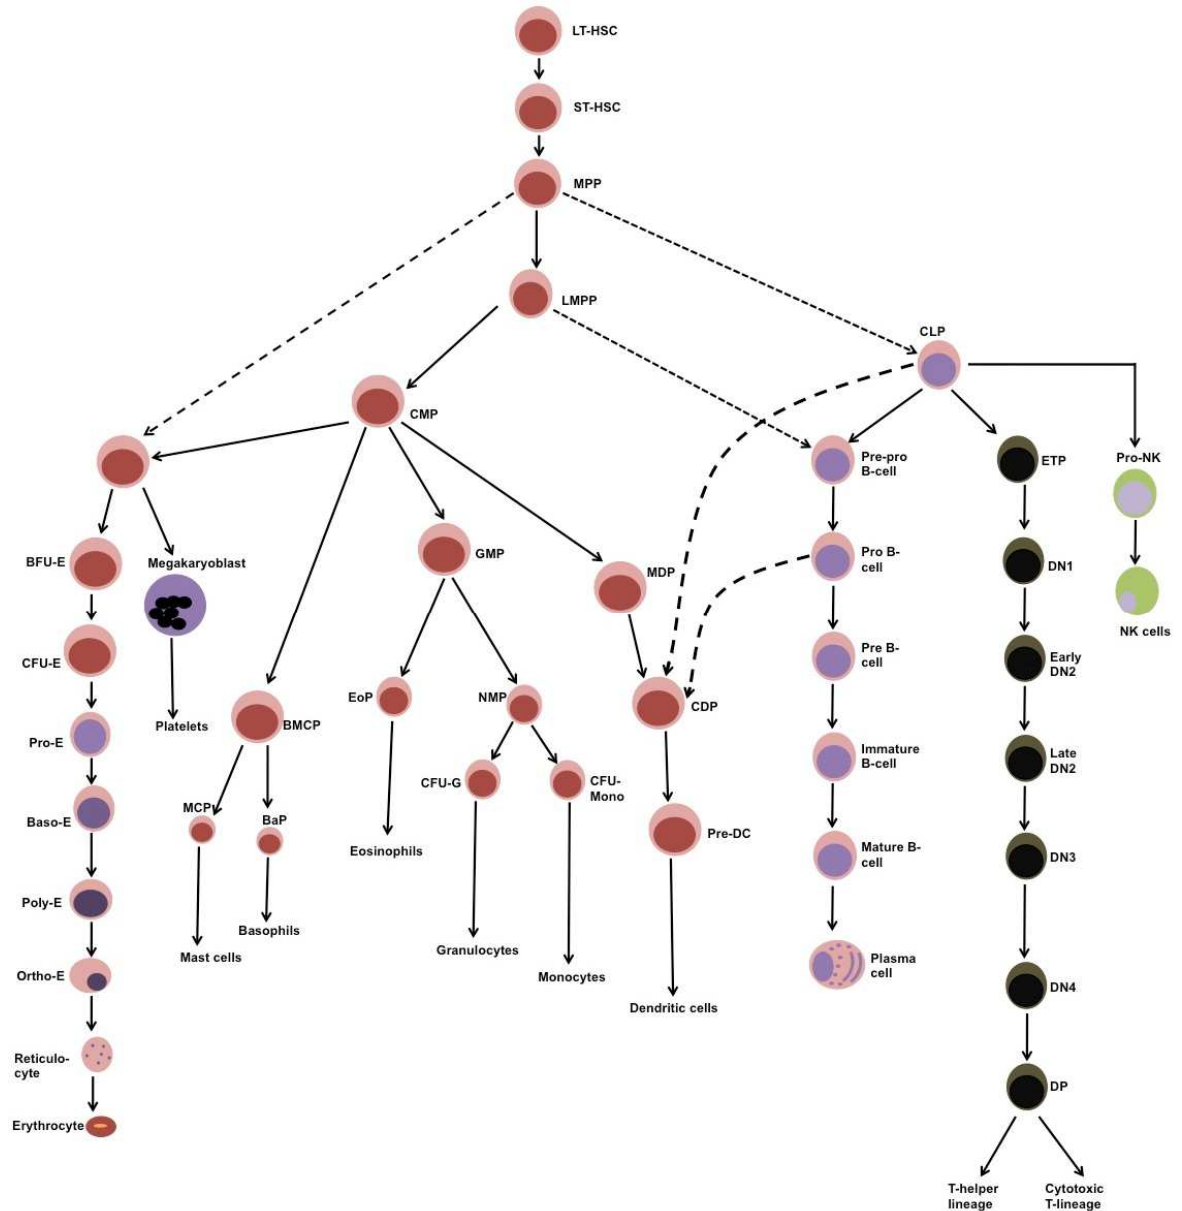 LT-HSC
ST-HSC
MPP
LMPP
CLP
CMP
Pre-pro
B-cell
ETP
Pro-NK
BFU-E
Megakaryoblast
GMP
MDP
Pro B-
cell
DN1
NK cells
CFU-E
Platelets
EoP
NMP
CDP
Pre B-
cell
Early
DN2
Pro-E
BMCP
CFU-G
CFU-
Mono
Immature
B-cell
Late
DN2
Baso-E
MCP
BaP
Eosinophils
Pre-DC
Mature B-
cell
DN3
Poly-E
Mast cells
Basophils
Granulocytes
Monocytes
Dendritic cells
Plasma
cell
DN4
Ortho-E
Reticulo-
cyte
Erythrocyte
DP
T-helper
lineage
Cytotoxic
T-lineage